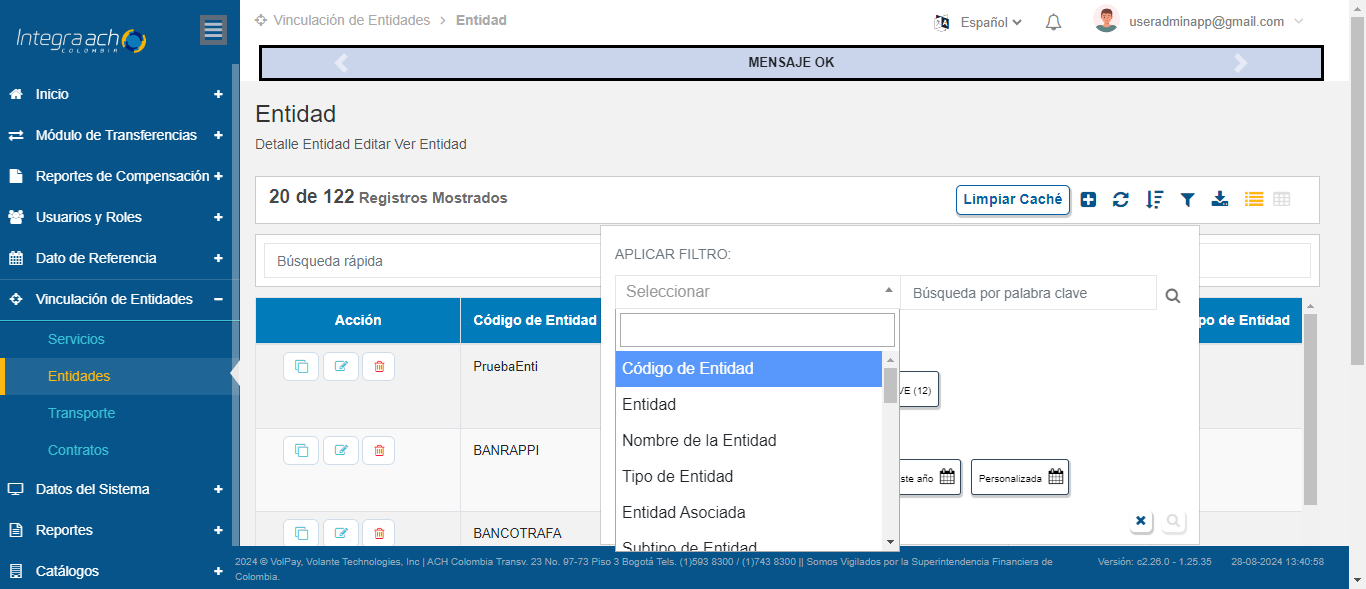 Integra ach
COLOMBIA
Inicio
Módulo de Transferencias
Reportes de Compensación
Usuarios y Roles
Dato de Referencia
Vinculación de Entidades
Servicios
Entidades
Transporte
Contratos
Datos del Sistema
Reportes
Catálogos
Vinculación de Entidades > Entidad
Español
useradminapp@gmail.com
MENSAJE OK
Entidad
Detalle Entidad Editar Ver Entidad
20 de 122 Registros Mostrados
Limpiar Caché
Búsqueda rápida
APLICAR FILTRO:
Seleccionar
Búsqueda por palabra clave
Código de Entidad
Entidad
Nombre de la Entidad
Tipo de Entidad
Entidad Asociada
Subtipo de Entidad
VE (12)
ste año
Personalizada
Acción
Código de Entidad
po de Entidad
PruebaEnti
BANRAPPI
BANCOTRAFA
2024 © VolPay, Volante Technologies, Inc | ACH Colombia Transv. 23 No. 97-73 Piso 3 Bogotá Tels. (1)593 8300 / (1)743 8300 || Somos Vigilados por la Superintendencia Financiera de
Colombia.
Versión: c2.26.0 - 1.25.35
28-08-2024 13:40:58